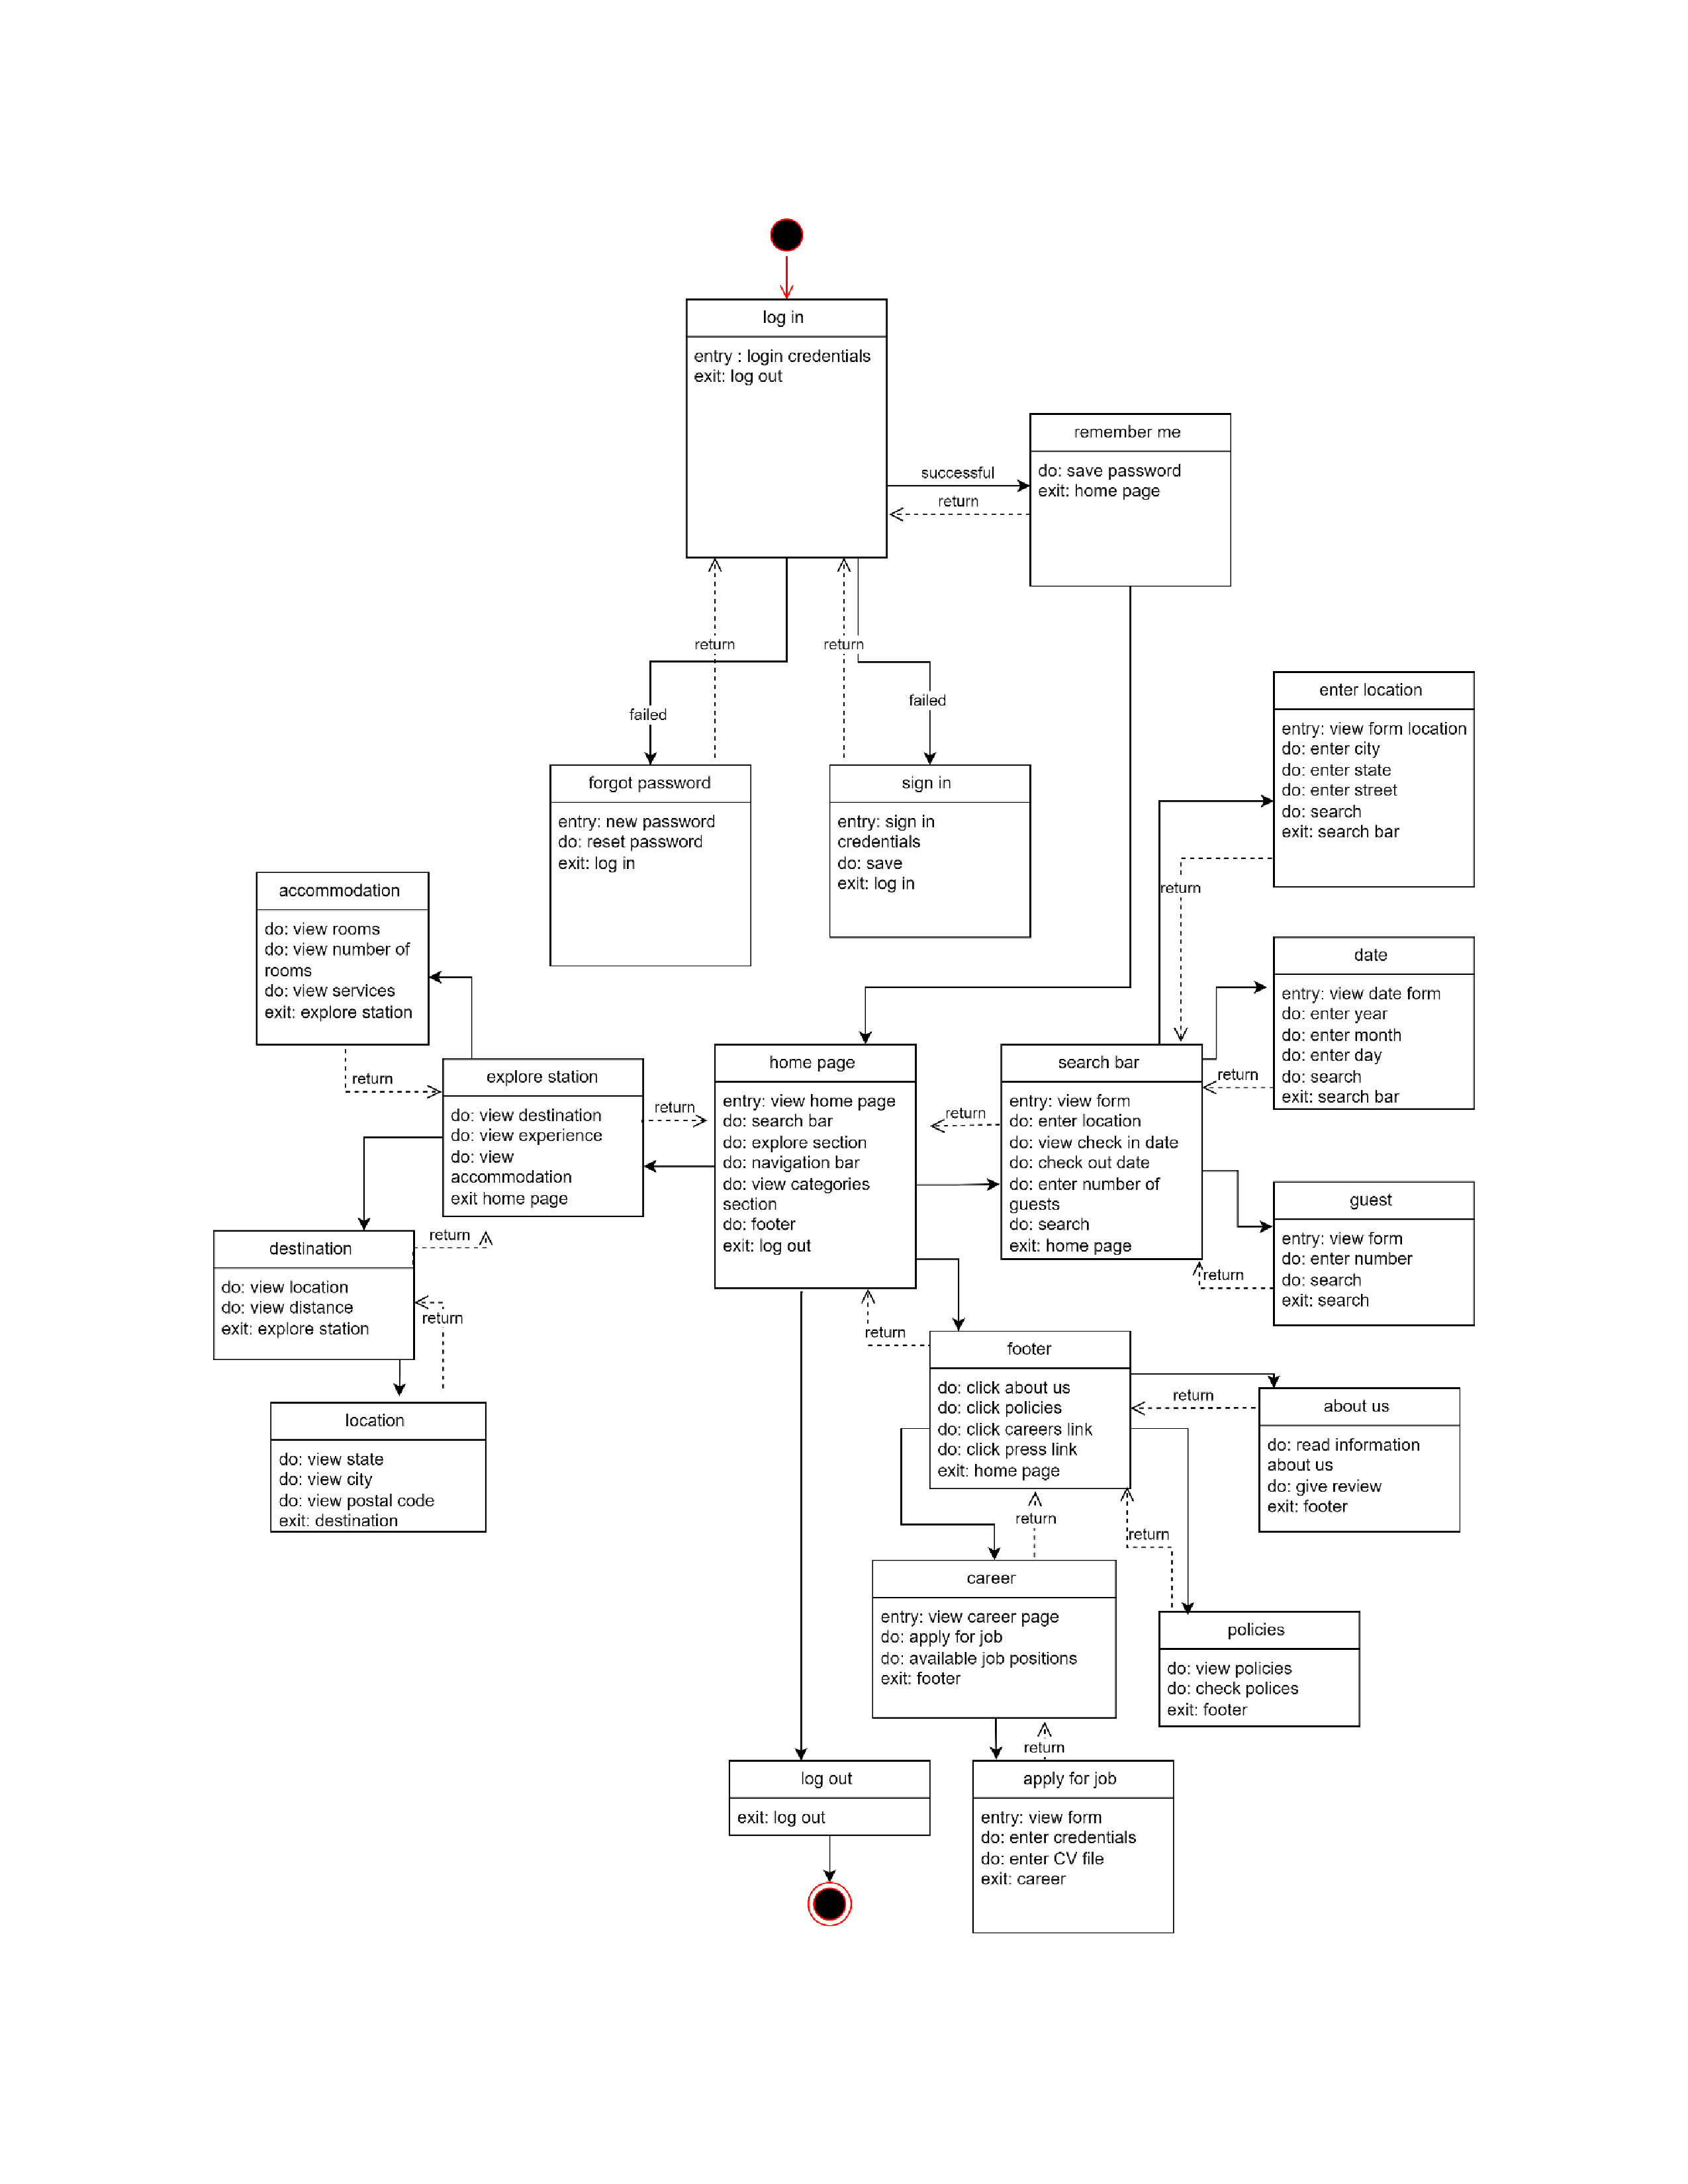 log in
entry : login credentials
exit: log out
remember me
do: save password
exit: home page
successful
return
return
return
failed
failed
forgot password
entry: new password
do: reset password
exit: log in
sign in
entry: sign in
credentials
do: save
exit: log in
enter location
entry: view form location
do: enter city
do: enter state
do: enter street
do: search
exit: search bar
return
accommodation
do: view rooms
do: view number of
rooms
do: view services
exit: explore station
return
date
entry: view date form
do: enter year
do: enter month
do: enter day
do: search
exit: search bar
return
explore station
do: view destination
do: view experience
do: view
accommodation
exit home page
return
home page
entry: view home page
do: search bar
do: explore section
do: navigation bar
do: view categories
section
do: footer
exit: log out
return
search bar
entry: view form
do: enter location
do: view check in date
do: check out date
do: enter number of
guests
do: search
exit: home page
guest
entry: view form
do: enter number
do: search
exit: search
return
destination
do: view location
do: view distance
exit: explore station
return
return
location
do: view state
do: view city
do: view postal code
exit: destination
return
footer
do: click about us
do: click policies
do: click careers link
do: click press link
exit: home page
return
about us
do: read information
about us
do: give review
exit: footer
return
return
career
entry: view career page
do: apply for job
do: available job positions
exit: footer
policies
do: view policies
do: check polices
exit: footer
return
log out
exit: log out
apply for job
entry: view form
do: enter credentials
do: enter CV file
exit: career